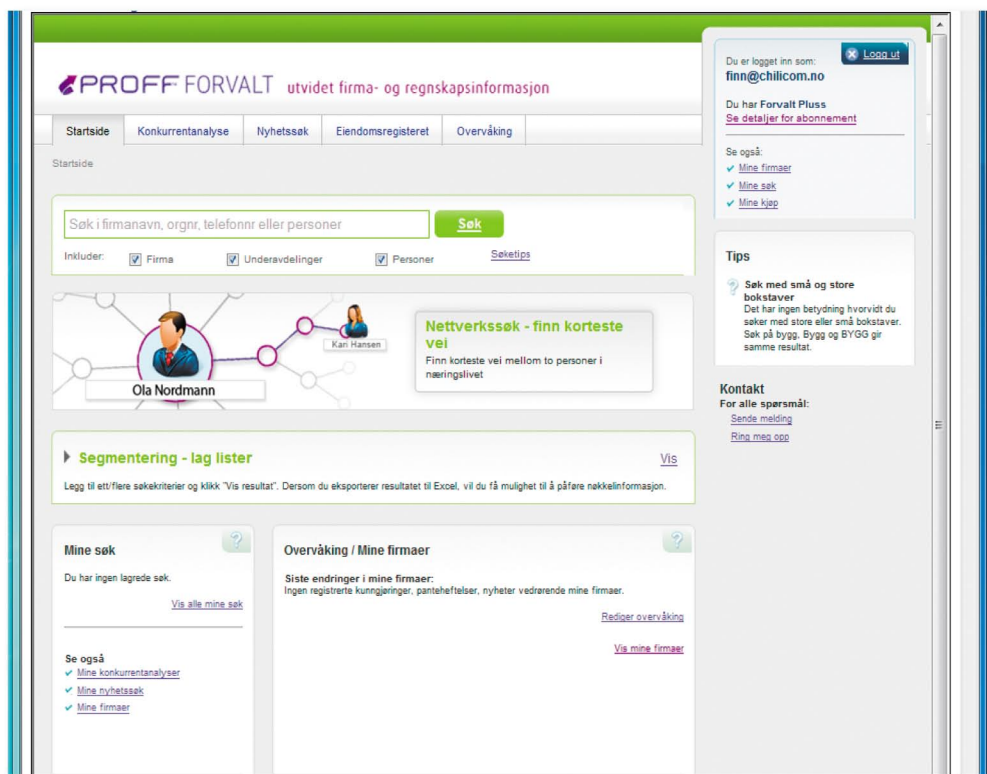 PROFF FORVALT utvidet firma- og regnskapsinformasjon
Startside Konkurrentanalyse Nyhetssøk Eiendomsregisteret Overvåking
Startside
Søk i firmanavn, orgnr, telefonnr eller personer
Søk
Inkluder: Firma Underavdelinger Personer Søketips
Ola Nordmann
Kari Hansen
Nettverkssøk - finn korteste
vei
Finn korteste vei mellom to personer i
næringslivet
Segmentering - lag lister
Vis
Legg til ett/flere søkekriterier og klikk "Vis resultat". Dersom du eksporterer resultatet til Excel, vil du få mulighet til å påføre nøkkelinformasjon.
Mine søk
Du har ingen lagrede søk.
Vis alle mine søk
Se også
Mine konkurrentanalyser
Mine nyhetssøk
Mine firmaer
Overvåking / Mine firmaer
Siste endringer i mine firmaer:
Ingen registrerte kunngjøringer, panteheftelser, nyheter vedrørende mine firmaer.
Rediger overvåking
Vis mine firmaer
Logg ut
Du er logget inn som:
finn@chilicom.no
Du har Forvalt Pluss
Se detaljer for abonnement
Se også:
Mine firmaer
Mine søk
Mine kjøp
Tips
Søk med små og store
bokstaver
Det har ingen betydning hvorvidt du
søker med store eller små bokstaver.
Søk på bygg, Bygg og BYGG gir
samme resultat.
Kontakt
For alle spørsmål:
Sende melding
Ring meg opp